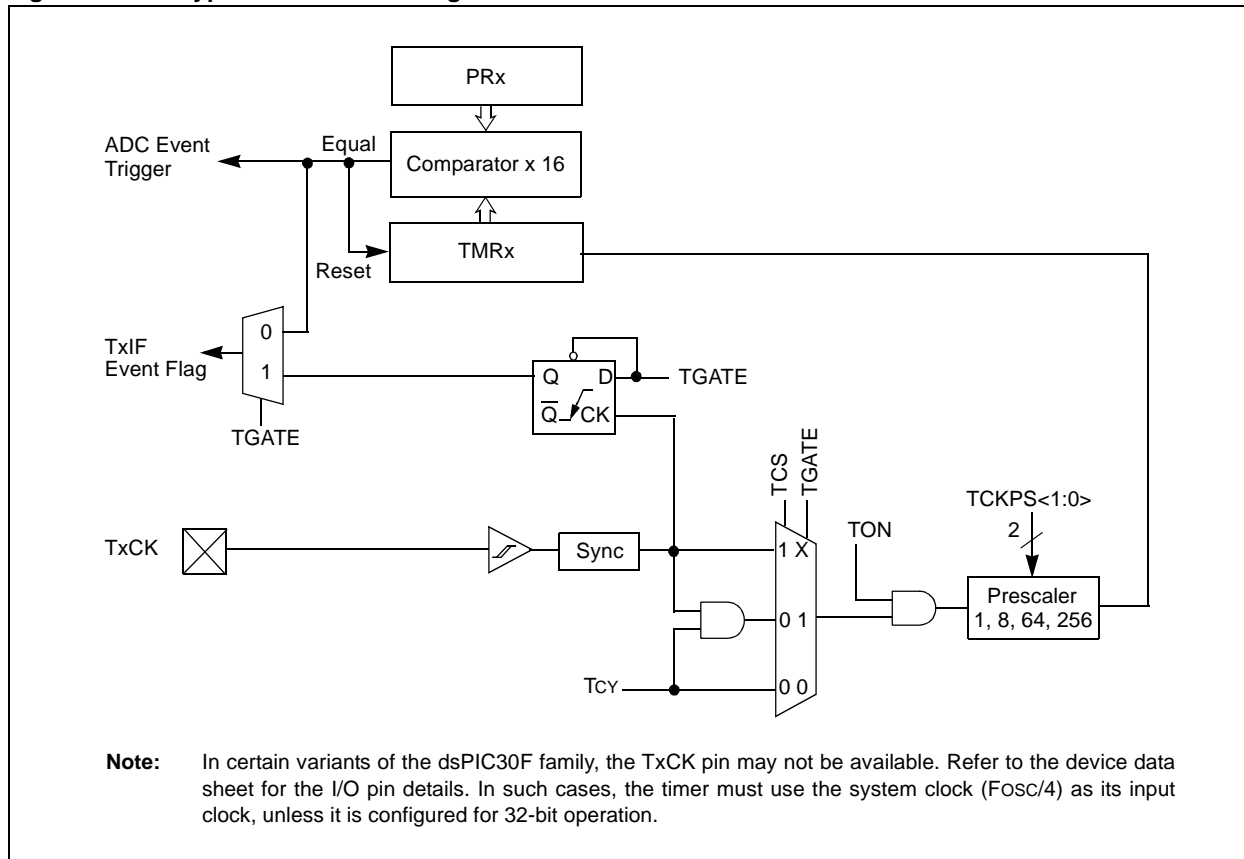 PRx
ADC Event
Trigger
Equal
Comparator x 16
Reset
TMRx
0
1
TxIF
Event Flag
TGATE
Q D
Q CK
TGATE
TCS
TGATE
TCKPS<1:0>
2
TON
TxCK
Sync
1 X
0 1
0 0
Prescaler
1, 8, 64, 256
TCY
Note: In certain variants of the dsPIC30F family, the TxCK pin may not be available. Refer to the device data
sheet for the I/O pin details. In such cases, the timer must use the system clock (FOSC/4) as its input
clock, unless it is configured for 32-bit operation.